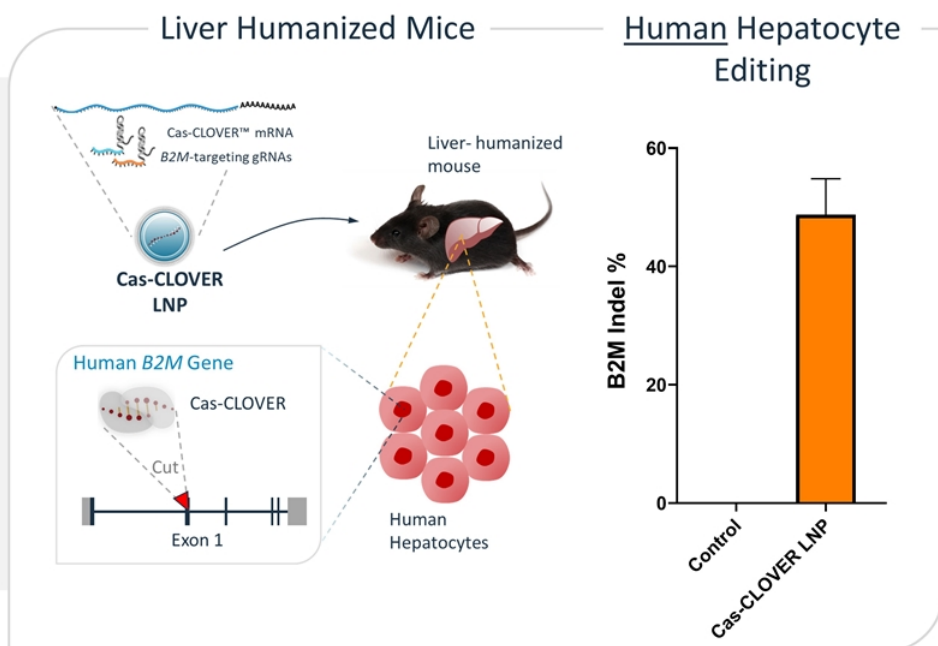 Liver Humanized Mice
Cas-CLOVER™ mRNA
B2M-targeting gRNAs
Cas-CLOVER
LNP
Liver- humanized
mouse
Human B2M Gene
Cas-CLOVER
Cut
Exon 1
Human
Hepatocytes
Human Hepatocyte
Editing
B2M Indel %
60
40
20
0
Control
Cas-CLOVER LNP